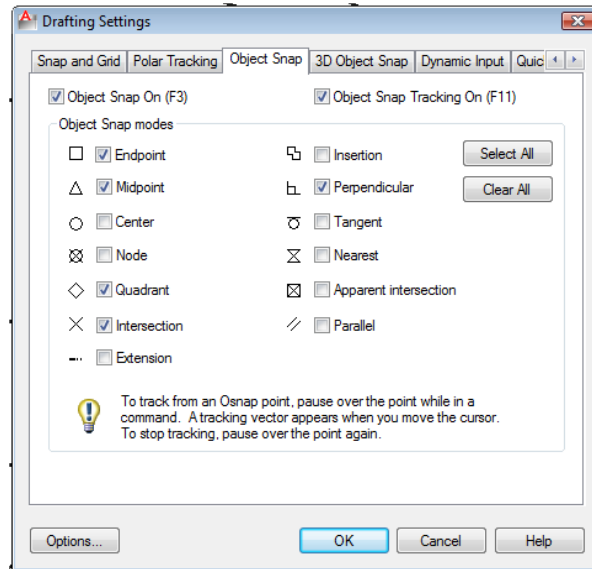 Drafting Settings
Snap and Grid Polar Tracking Object Snap 3D Object Snap Dynamic Input Quic
Object Snap On (F3) Object Snap Tracking On (F11)
Object Snap modes
Endpoint Insertion Select All
Midpoint Perpendicular Clear All
Center Tangent
Node Nearest
Quadrant Apparent intersection
Intersection Parallel
Extension
To track from an Osnap point, pause over the point while in a
command. A tracking vector appears when you move the cursor.
To stop tracking, pause over the point again.
Options... OK Cancel Help